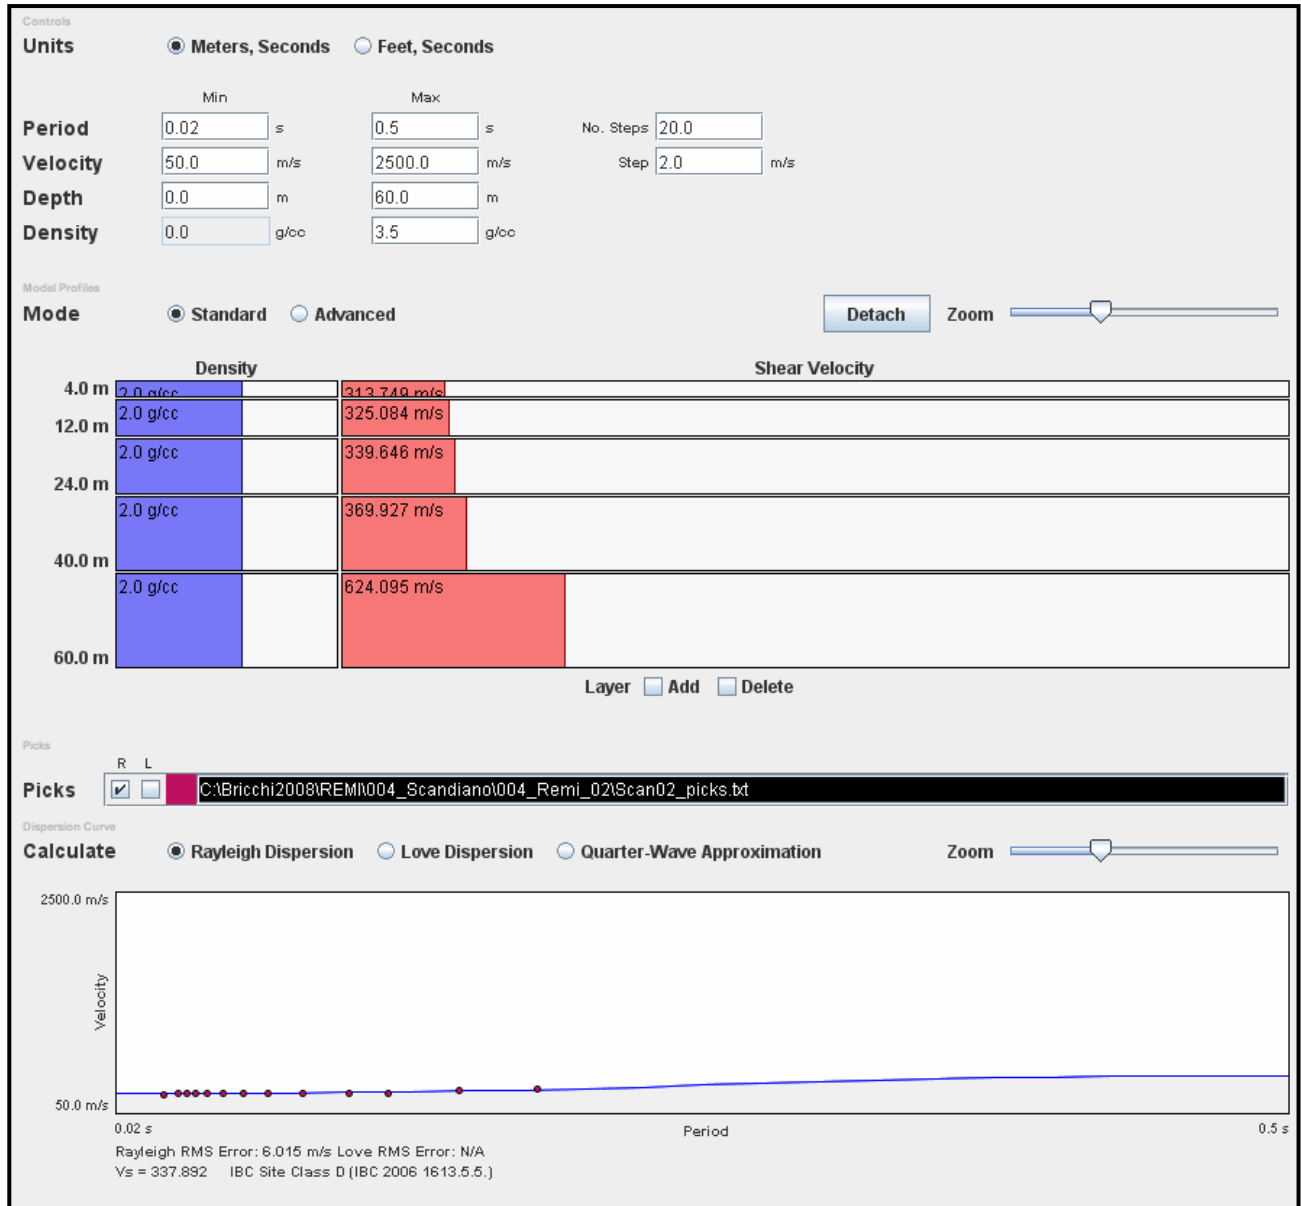 Controls
Units Meters, Seconds Feet, Seconds
Min Max
Period 0.02 s 0.5 s No. Steps 20.0
Velocity 50.0 m/s 2500.0 m/s Step 2.0 m/s
Depth 0.0 m 60.0 m
Density 0.0 g/cc 3.5 g/cc
Model Profiles
Mode Standard Advanced Detach Zoom
Density Shear Velocity
4.0 m 2.0 g/cc 313.749 m/s
2.0 g/cc 325.084 m/s
12.0 m
2.0 g/cc 339.646 m/s
24.0 m
2.0 g/cc 369.927 m/s
40.0 m
2.0 g/cc 624.095 m/s
60.0 m
Layer Add Delete
Picks
R L
Picks C:\Bricchi2008\REMI\004_Scandiano\004_Remi_02\Scan02_picks.txt
Dispersion Curve
Calculate Rayleigh Dispersion Love Dispersion Quarter-Wave Approximation Zoom
2500.0 m/s
Velocity
50.0 m/s
0.02 s Period 0.5 s
Rayleigh RMS Error: 6.015 m/s Love RMS Error: N/A
Vs = 337.892 IBC Site Class D (IBC 2006 1613.5.5.)